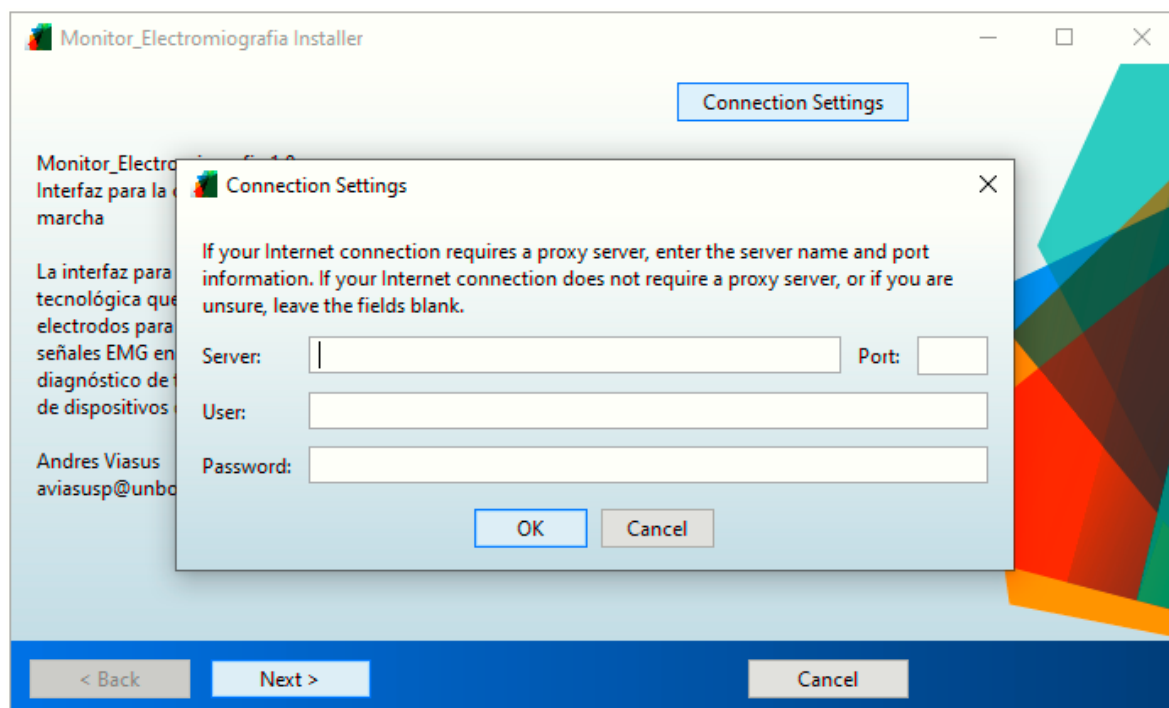 Monitor_Electromiografia Installer
Connection Settings
Monitor_Electro
Interfaz para la
marcha
La interfaz para
tecnológica que
electrodos para
señales EMG en
diagnóstico de
de dispositivos
Andres Viasus
aviasusp@unbo
Connection Settings
If your Internet connection requires a proxy server, enter the server name and port
information. If your Internet connection does not require a proxy server, or if you are
unsure, leave the fields blank.
Server:
Port:
User:
Password:
OK
Cancel
< Back
Next >
Cancel